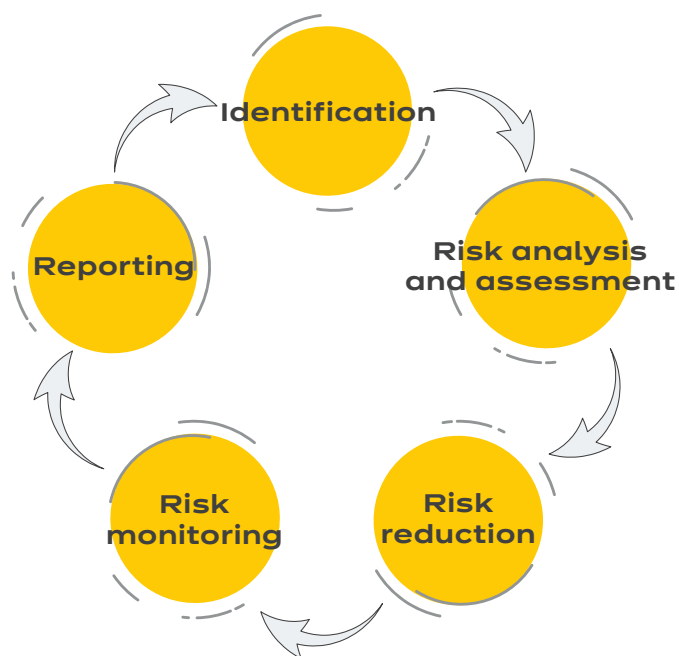 Identification
Risk analysis
and assessment
Risk
reduction
Risk
monitoring
Reporting